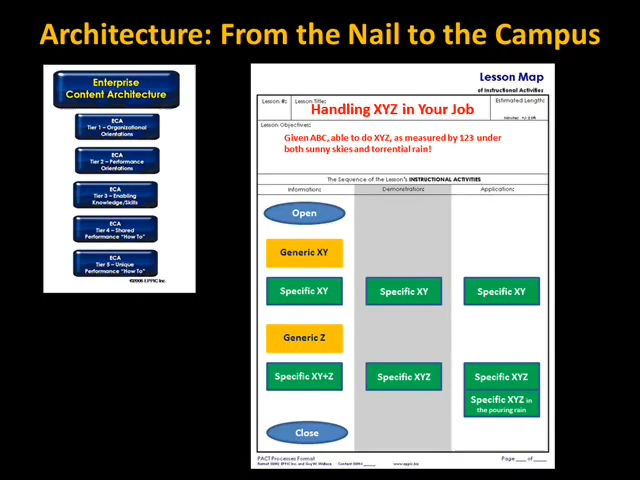 Architecture: From the Nail to the Campus
Enterprise
Content Architecture
ECA
Tier 1 – Organizational
Orientations
ECA
Tier 2 – Performance
Orientations
ECA
Tier 3 – Enabling
Knowledge/Skills
ECA
Tier 4 – Shared
Performance "How To"
ECA
Tier 5 – Unique
Performance "How To"
Lesson Map
of Instructional Activities
Lesson #:
Lesson Title:
Estimated Length:
Handling XYZ in Your Job
Lesson Objectives:
Given ABC, able to do XYZ, as measured by 123 under
both sunny skies and torrential rain!
The Sequence of the Lesson's INSTRUCTIONAL ACTIVITIES
Informations
Demonstrations
Applications
Open
Generic XY
Specific XY
Specific XY
Specific XY
Generic Z
Specific XY+Z
Specific XYZ
Specific XYZ
Specific XYZ in
the pouring rain
Close
PACT Processes Format
Page ___ of ___